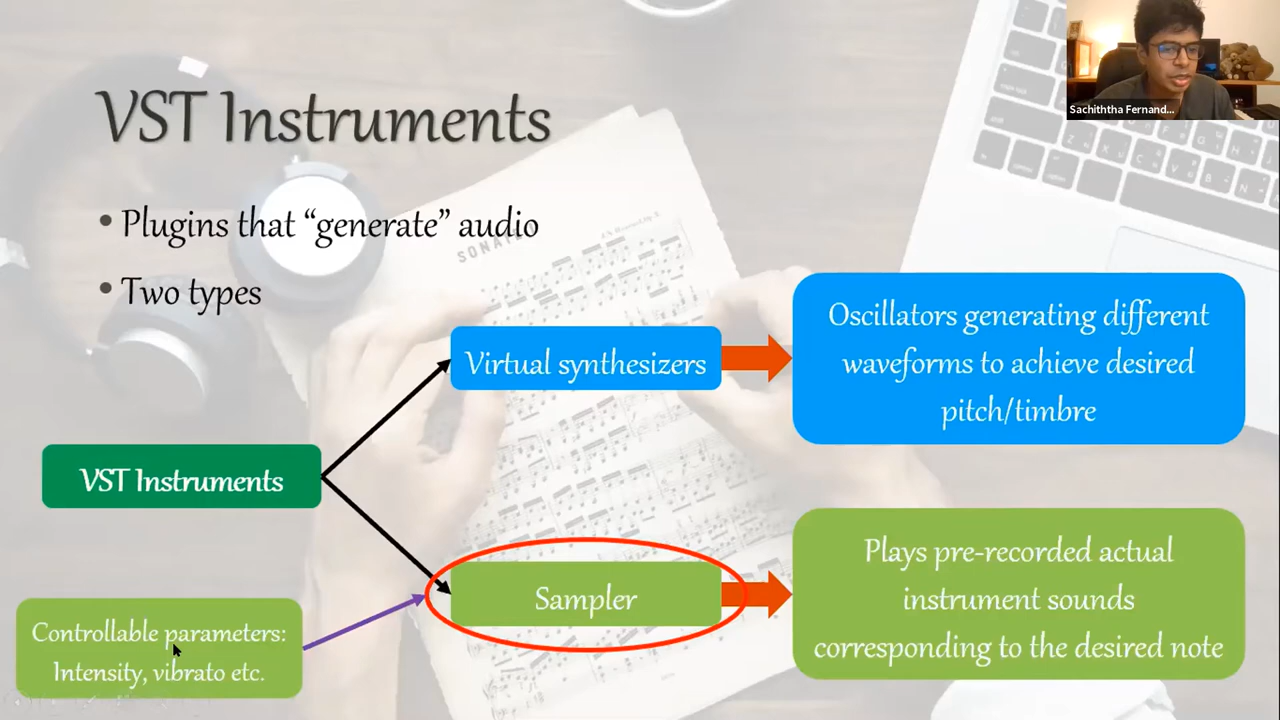 VST Instruments
Sachiththa Fernand...
• Plugins that “generate” audio
• Two types
Virtual synthesizers
Oscillators generating different
waveforms to achieve desired
pitch/timbre
VST Instruments
Sampler
Plays pre-recorded actual
instrument sounds
corresponding to the desired note
Controllable parameters:
Intensity, vibrato etc.